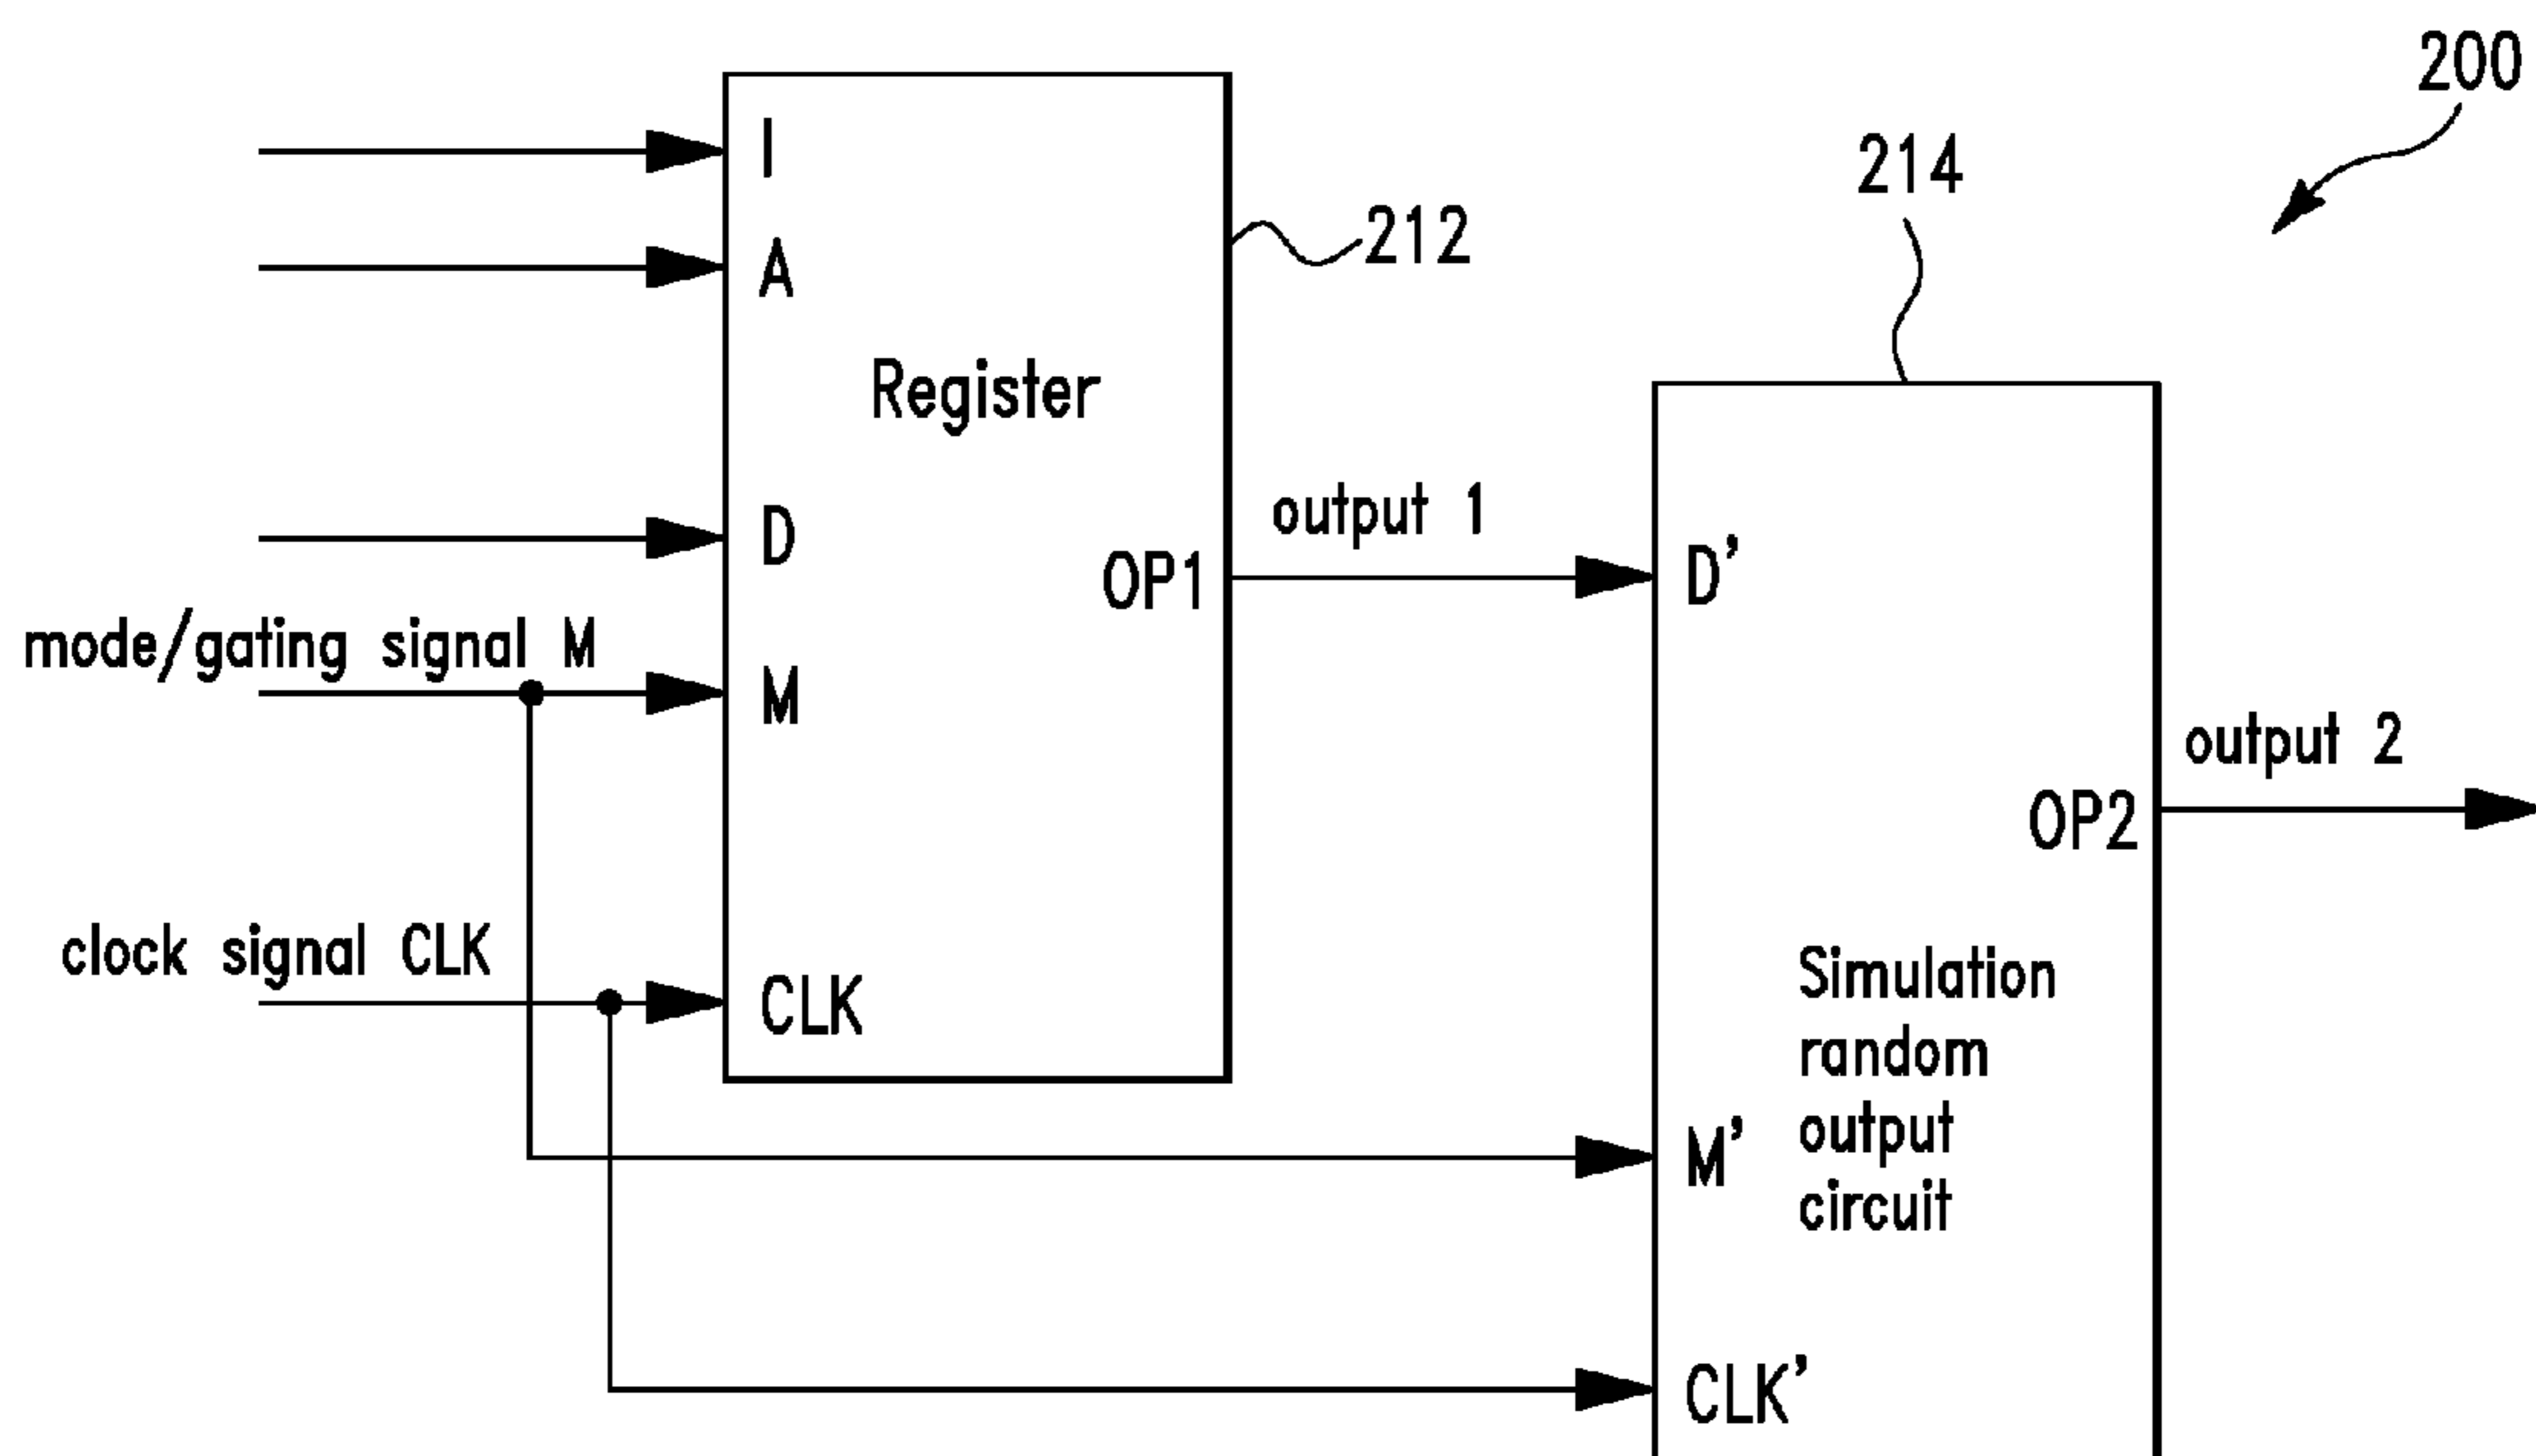 200
214
I
212
A
Register
output 1
D
OP1
D'
mode/gating signal M
M
output 2
OP2
clock signal CLK
CLK
Simulation
random
output
circuit
M'
CLK'